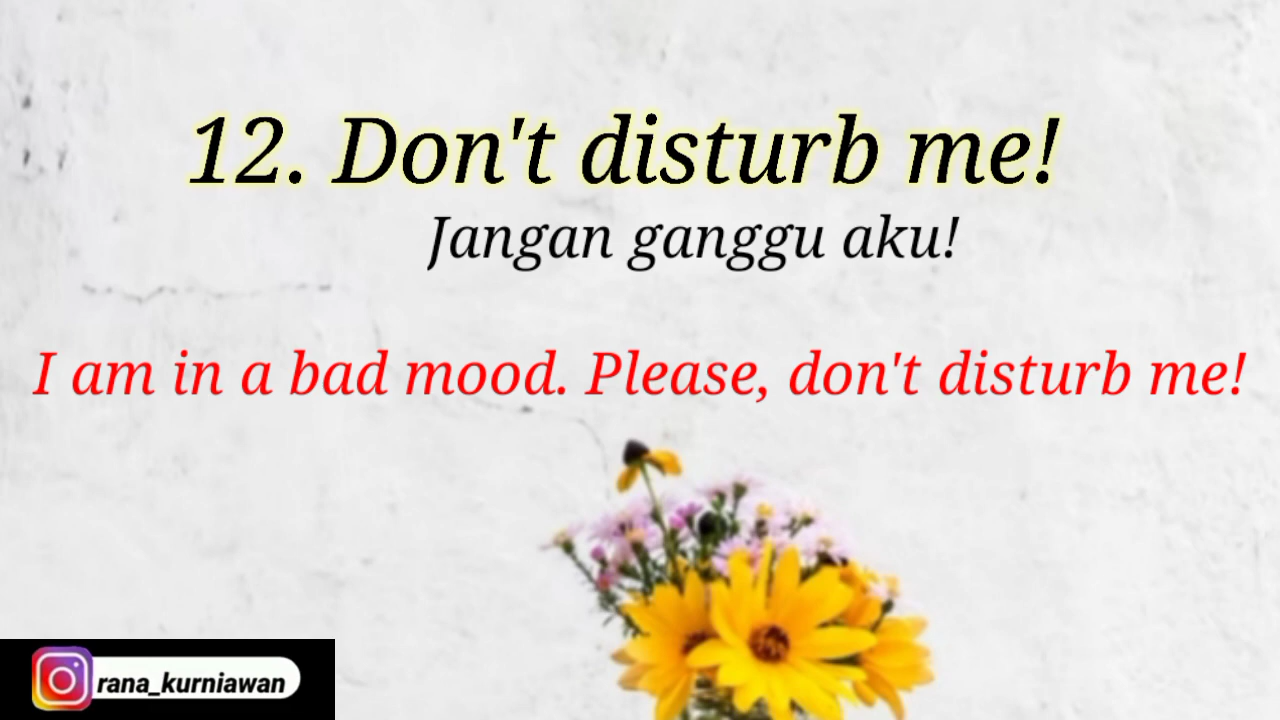 12. Don't disturb me!
Jangan ganggu aku!
I am in a bad mood. Please, don't disturb me!
rana_kurniawan